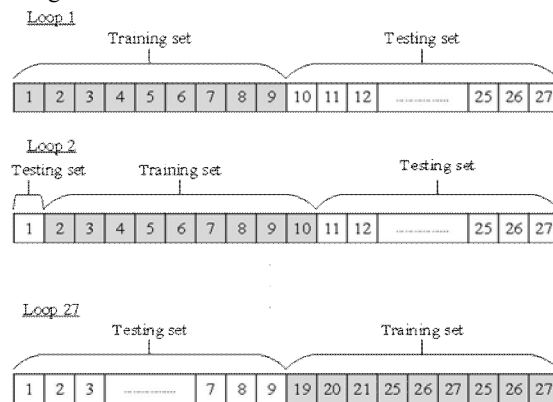 Loop 1
Training set Testing set
1 2 3 4 5 6 7 8 9 10 11 12 ................ 25 26 27
Loop 2
Testing set Training set Testing set
1 2 3 4 5 6 7 8 9 10 11 12 ................ 25 26 27
Loop 27
Testing set Training set
1 2 3 ................ 7 8 9 19 20 21 25 26 27 25 26 27